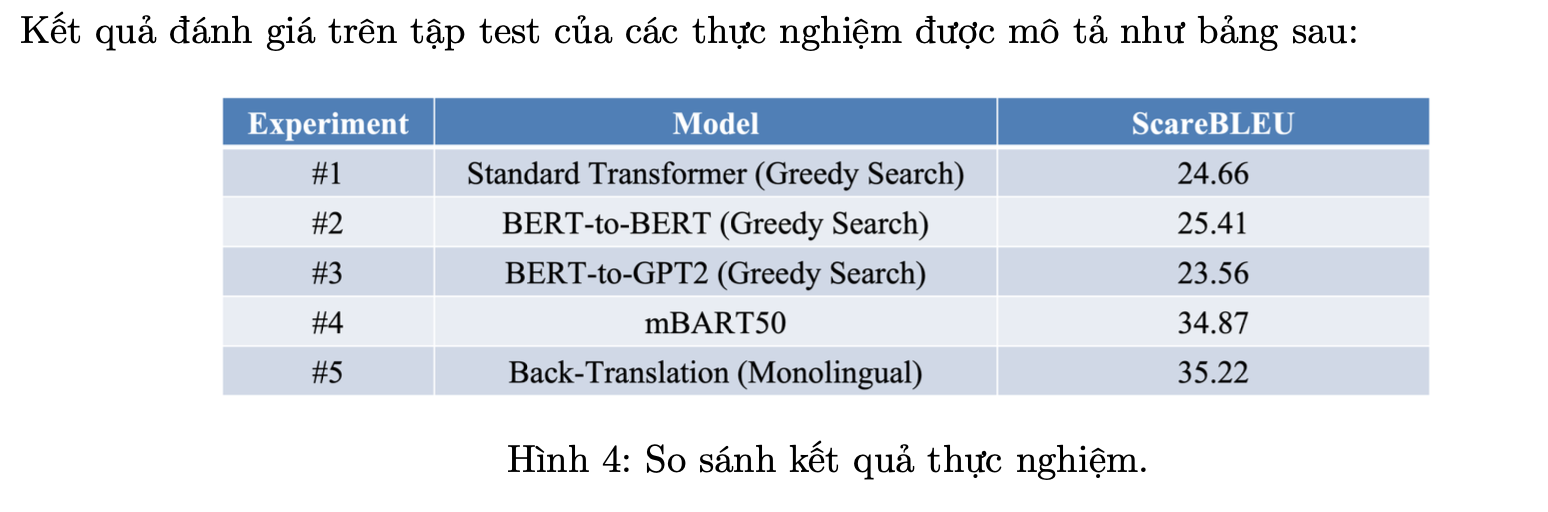 Kết quả đánh giá trên tập test của các thực nghiệm được mô tả như bảng sau:
Experiment Model ScareBLEU
#1 Standard Transformer (Greedy Search) 24.66
#2 BERT-to-BERT (Greedy Search) 25.41
#3 BERT-to-GPT2 (Greedy Search) 23.56
#4 mBART50 34.87
#5 Back-Translation (Monolingual) 35.22
Hình 4: So sánh kết quả thực nghiệm.